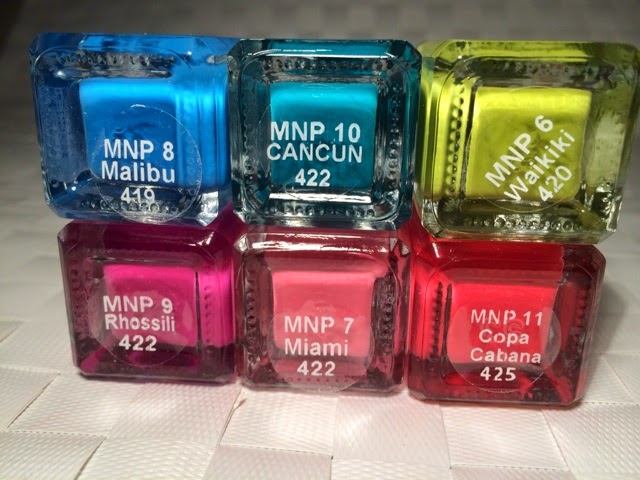 MNP 8
Malibu
419
MNP 10
CANCUN
422
MNP 6
Waikiki
420
MNP 9
Rhossili
422
MNP 7
Miami
422
MNP 11
Copa
Cabana
425